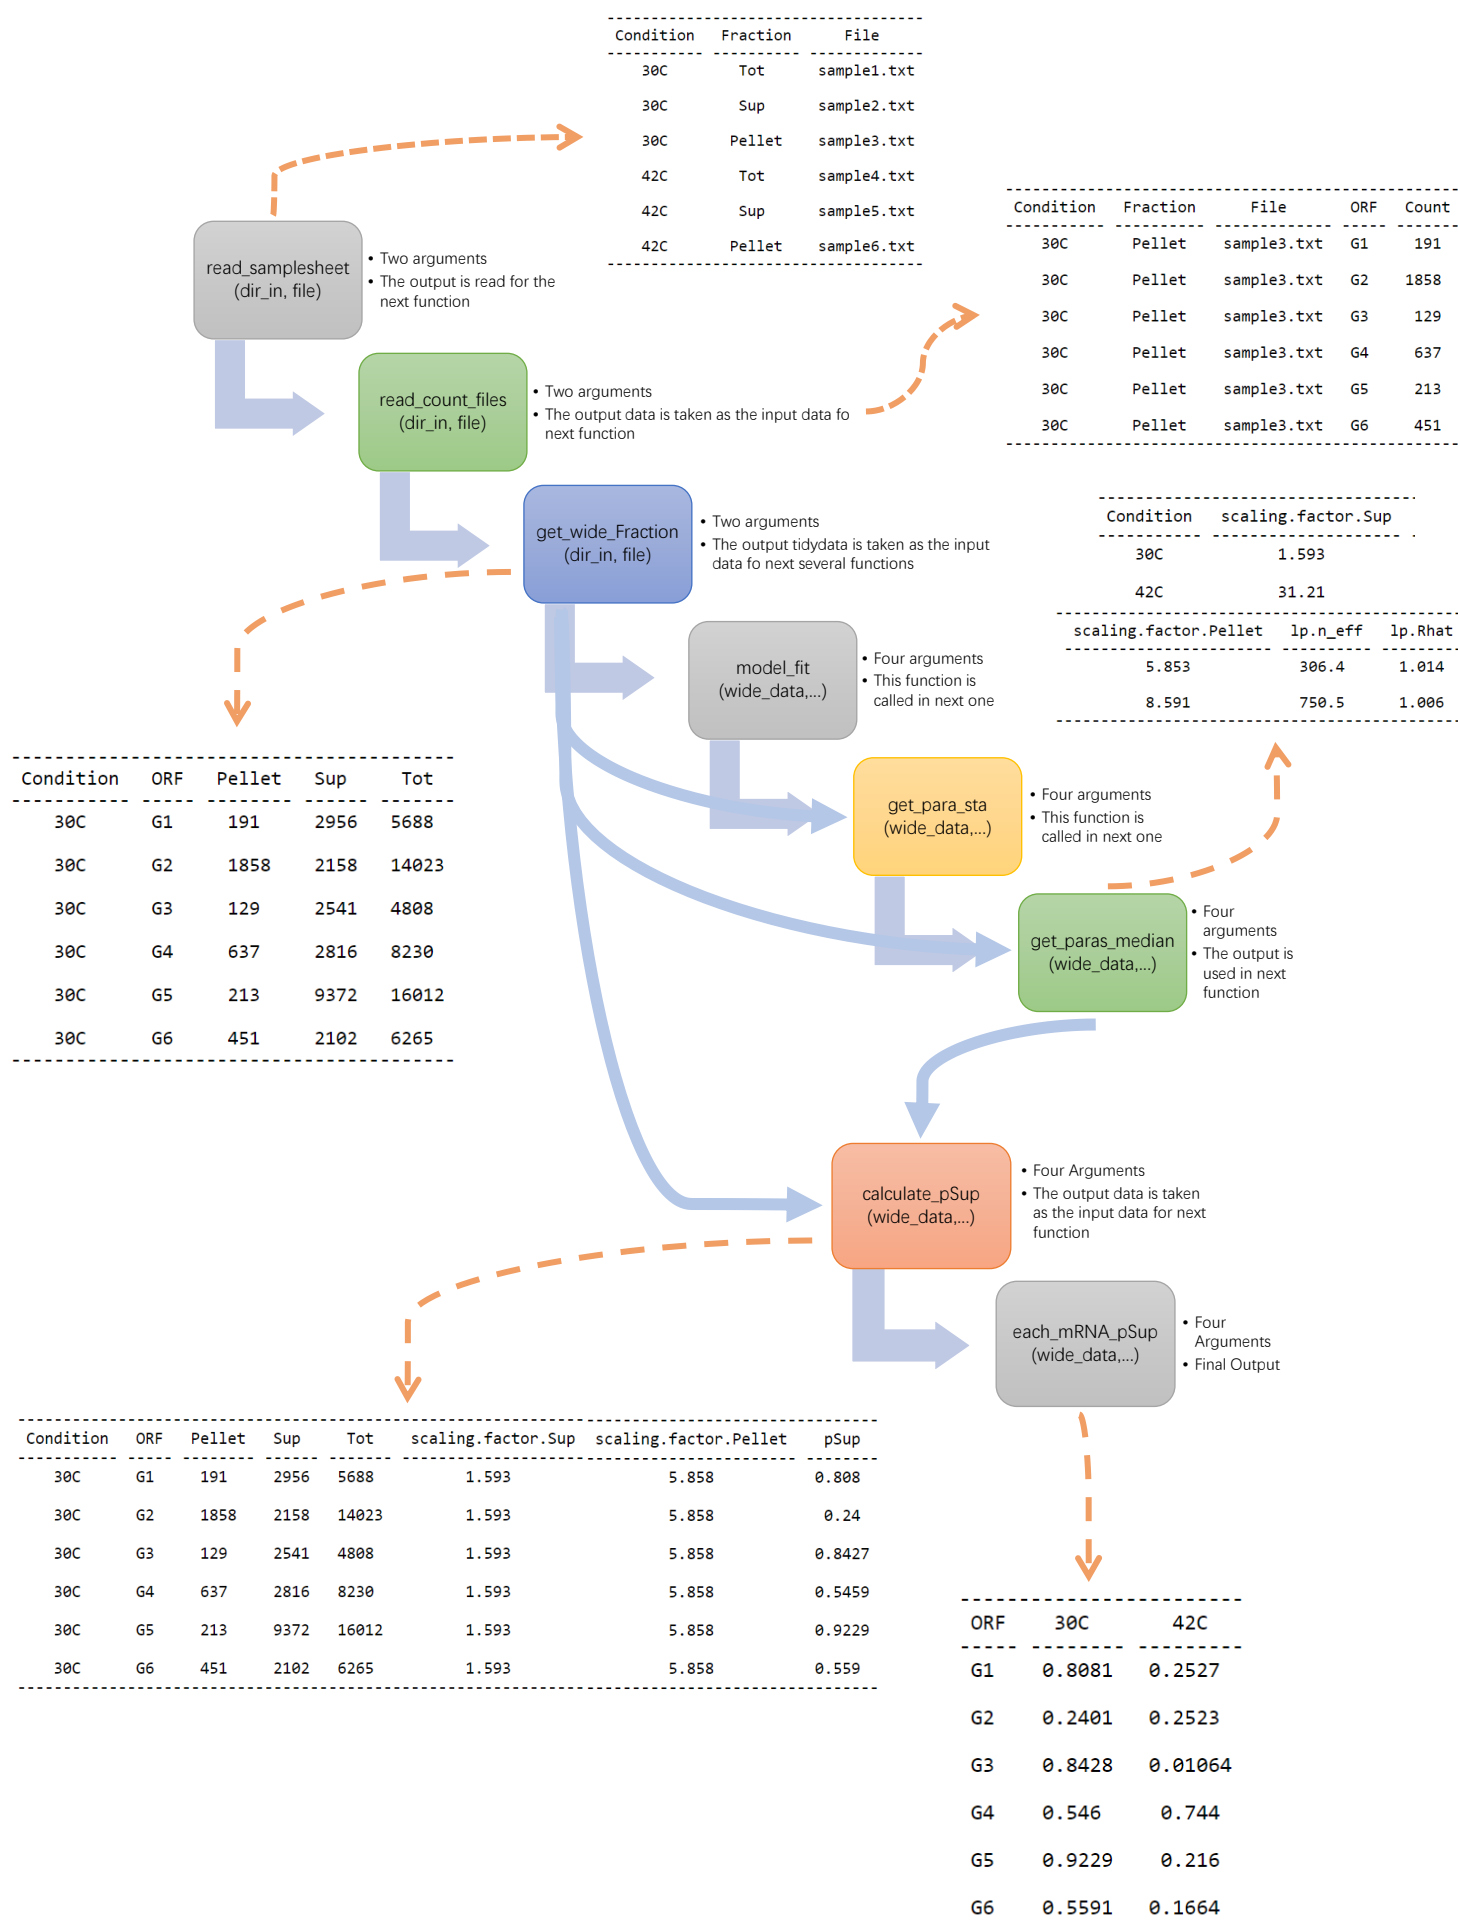 Condition Fraction File
30C Tot sample1.txt
30C Sup sample2.txt
30C Pellet sample3.txt
42C Tot sample4.txt
42C Sup sample5.txt
42C Pellet sample6.txt
read_samplesheet
(dir_in, file)
• Two arguments
• The output is read for the
next function
Condition Fraction File ORF Count
30C Pellet sample3.txt G1 191
30C Pellet sample3.txt G2 1858
30C Pellet sample3.txt G3 129
30C Pellet sample3.txt G4 637
30C Pellet sample3.txt G5 213
30C Pellet sample3.txt G6 451
read_count_files
(dir_in, file)
• Two arguments
• The output data is taken as the input data fo
next function
get_wide_Fraction
(dir_in, file)
• Two arguments
• The output tidydata is taken as the input
data fo next several functions
Condition scaling.factor.Sup
30C 1.593
42C 31.21
scaling.factor.Pellet lp.n_eff lp.Rhat
5.853 306.4 1.014
8.591 750.5 1.006
model_fit
(wide_data,...)
• Four arguments
• This function is
called in next one
Condition ORF Pellet Sup Tot
30C G1 191 2956 5688
30C G2 1858 2158 14023
30C G3 129 2541 4808
30C G4 637 2816 8230
30C G5 213 9372 16012
30C G6 451 2102 6265
get_para_sta
(wide_data,...)
• Four arguments
• This function is
called in next one
get_paras_median
(wide_data,...)
• Four
arguments
• The output is
used in next
function
calculate_pSup
(wide_data,...)
• Four Arguments
• The output data is taken
as the input data for next
function
each_mRNA_pSup
(wide_data,...)
• Four
Arguments
• Final Output
Condition ORF Pellet Sup Tot scaling.factor.Sup scaling.factor.Pellet pSup
30C G1 191 2956 5688 1.593 5.858 0.808
30C G2 1858 2158 14023 1.593 5.858 0.24
30C G3 129 2541 4808 1.593 5.858 0.8427
30C G4 637 2816 8230 1.593 5.858 0.5459
30C G5 213 9372 16012 1.593 5.858 0.9229
30C G6 451 2102 6265 1.593 5.858 0.559
ORF 30C 42C
G1 0.8081 0.2527
G2 0.2401 0.2523
G3 0.8428 0.01064
G4 0.546 0.744
G5 0.9229 0.216
G6 0.5591 0.1664